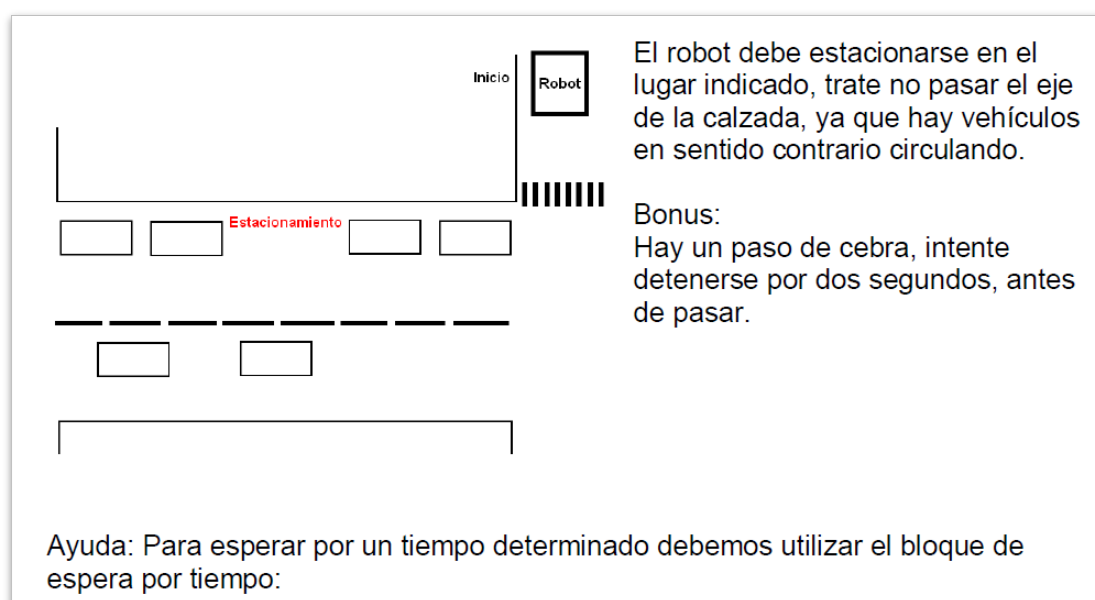 Inicio
Robot
El robot debe estacionarse en el
lugar indicado, trate no pasar el eje
de la calzada, ya que hay vehículos
en sentido contrario circulando.
Estacionamiento
Bonus:
Hay un paso de cebra, intente
detenerse por dos segundos, antes
de pasar.
Ayuda: Para esperar por un tiempo determinado debemos utilizar el bloque de
espera por tiempo: